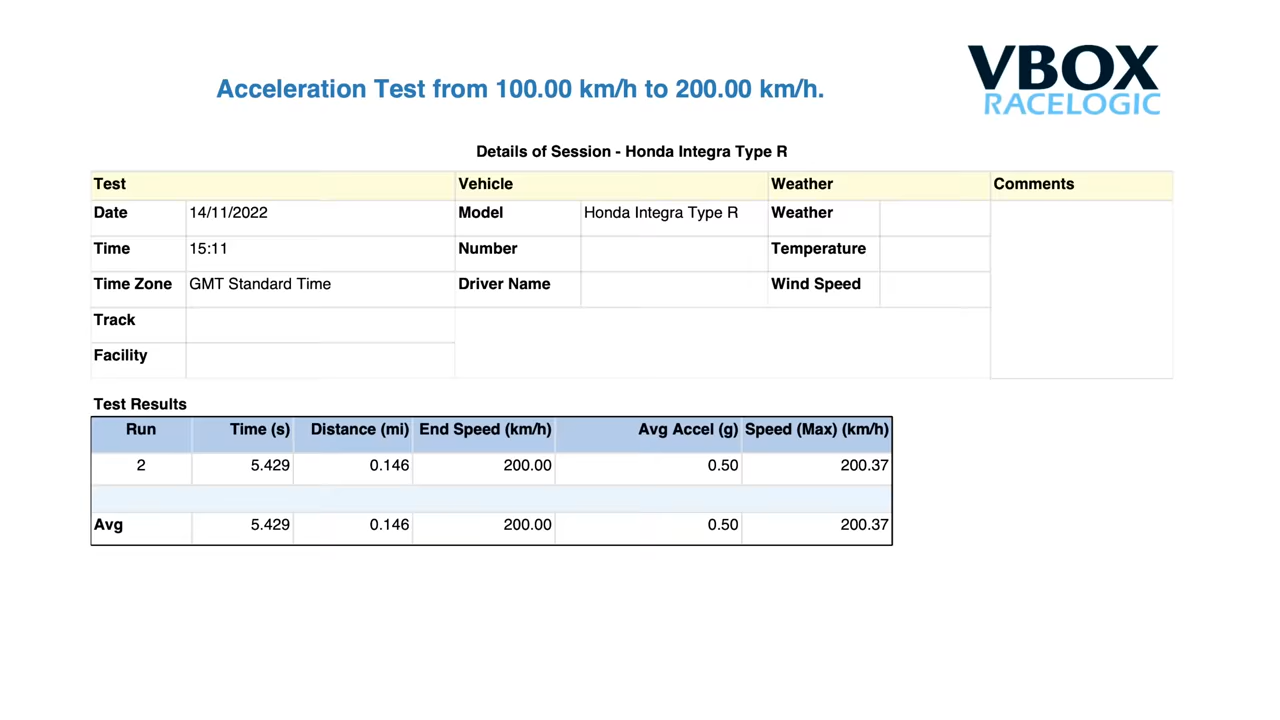 VBOX
RACELOGIC
Acceleration Test from 100.00 km/h to 200.00 km/h.
Details of Session - Honda Integra Type R
Test Vehicle Weather Comments
Date 14/11/2022 Model Honda Integra Type R Weather
Time 15:11 Number Temperature
Time Zone GMT Standard Time Driver Name Wind Speed
Track
Facility
Test Results
Run Time (s) Distance (mi) End Speed (km/h) Avg Accel (g) Speed (Max) (km/h)
2 5.429 0.146 200.00 0.50 200.37
Avg 5.429 0.146 200.00 0.50 200.37